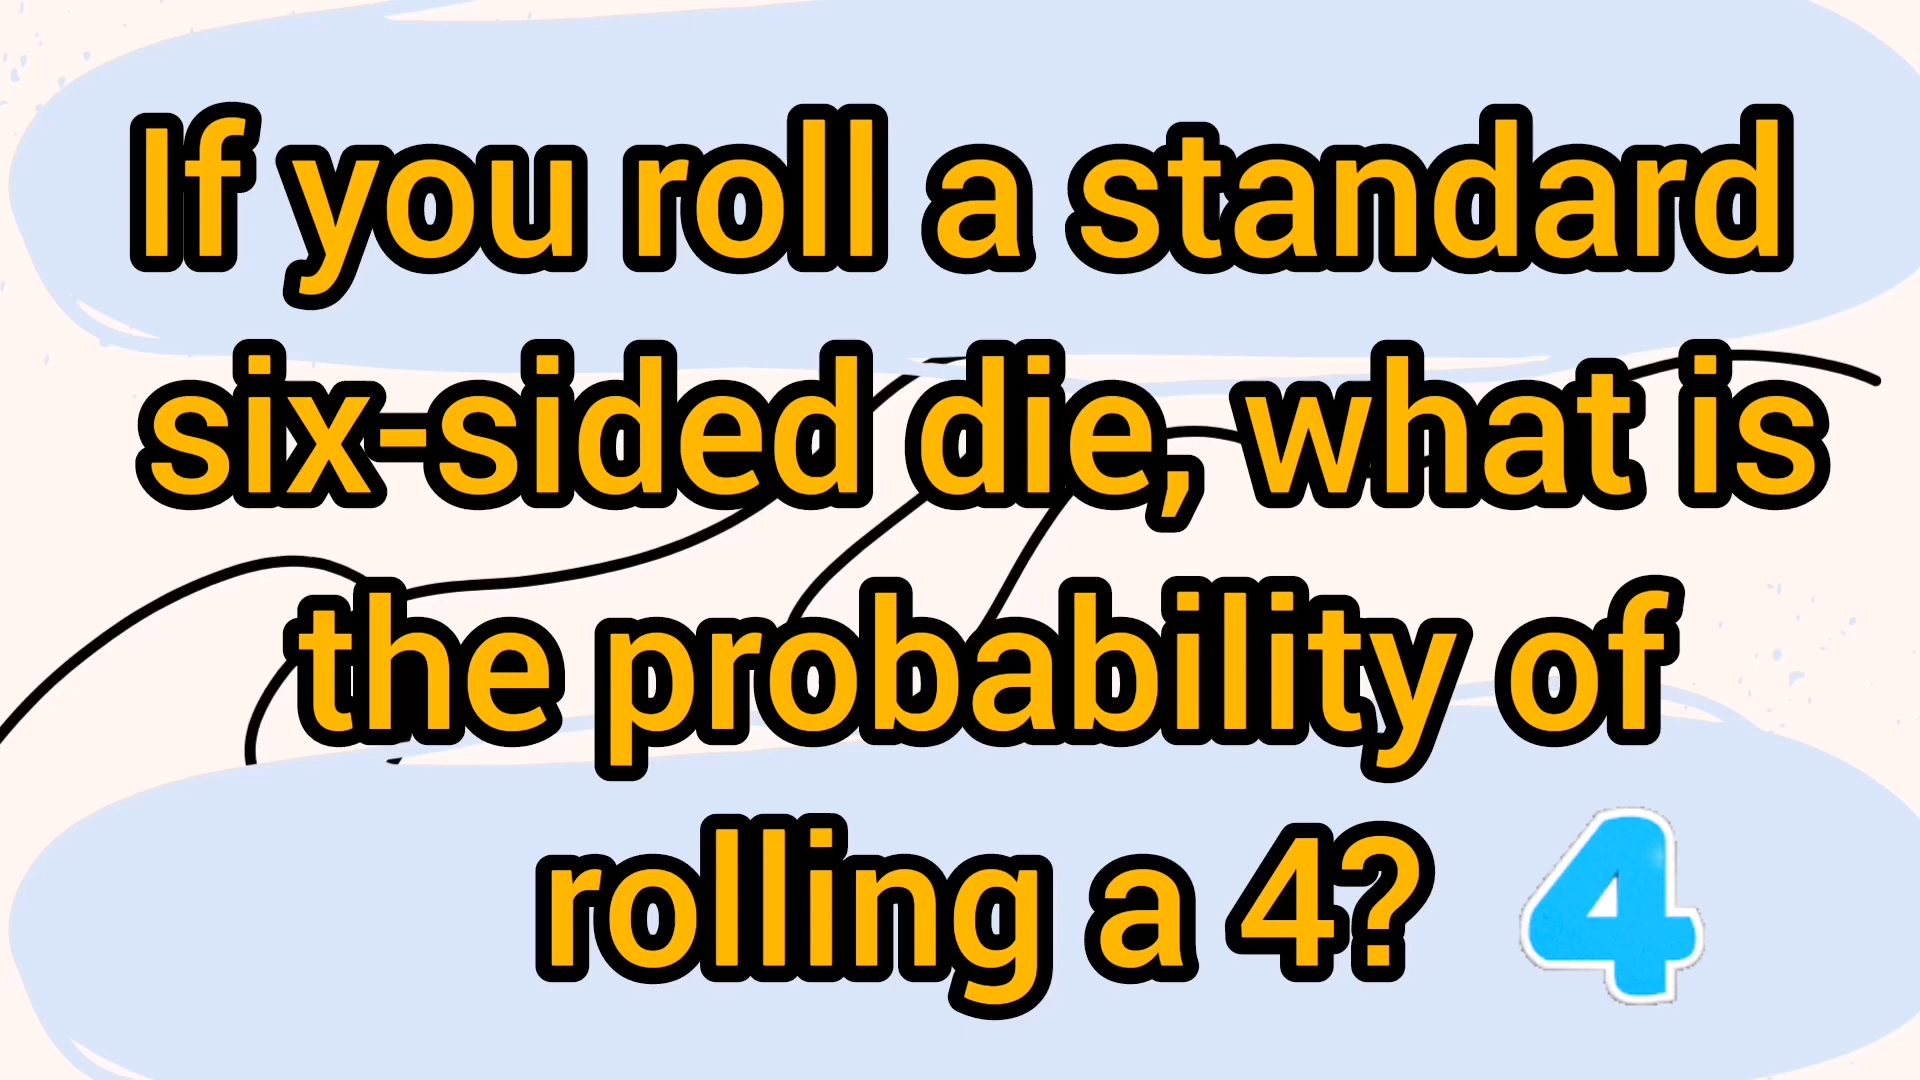 If you roll a standard
six-sided die, what is
the probability of
rolling a 4?
4